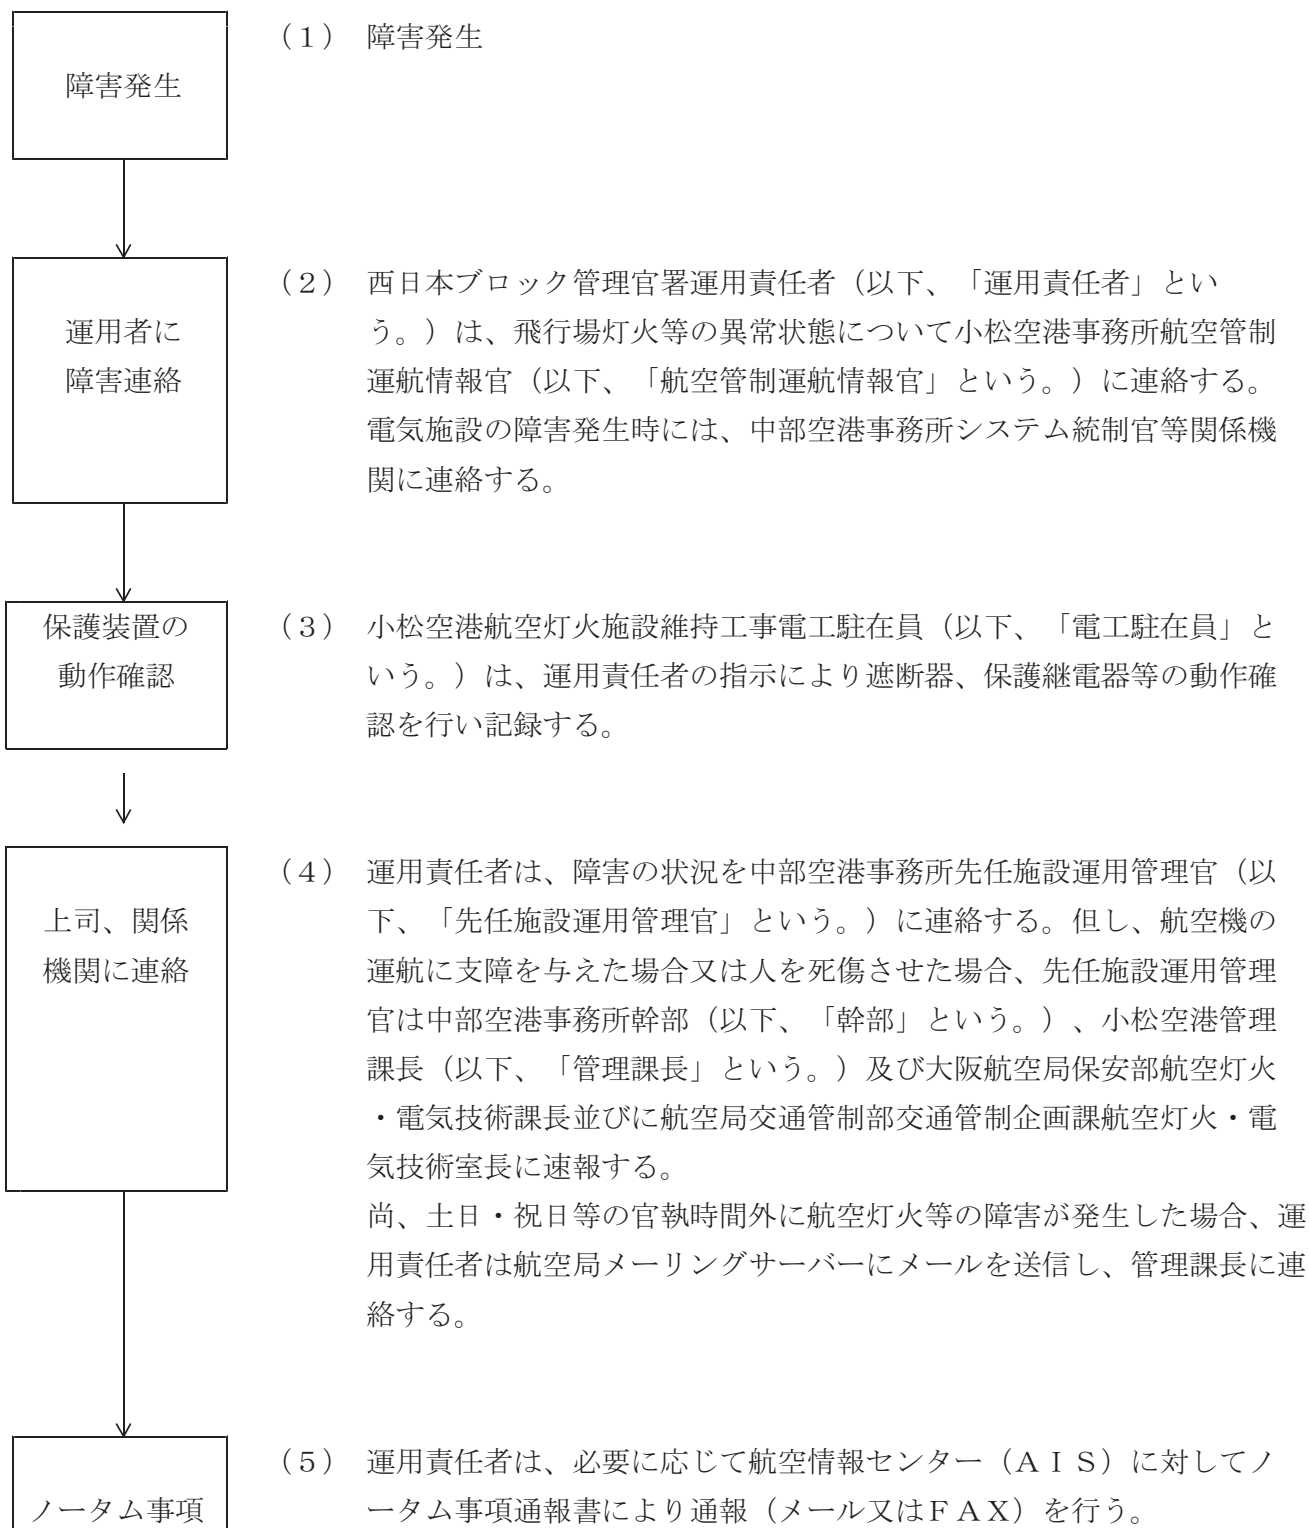 障害発生
（１） 障害発生
運用者に
障害連絡
（２） 西日本ブロック管理官署運用責任者（以下、「運用責任者」とい
う。）は、飛行場灯火等の異常状態について小松空港事務所航空管制
運航情報官（以下、「航空管制運航情報官」という。）に連絡する。
電気施設の障害発生時には、中部空港事務所システム統制官等関係機
関に連絡する。
保護装置の
動作確認
（３） 小松空港航空灯火施設維持工事電工駐在員（以下、「電工駐在員」と
いう。）は、運用責任者の指示により遮断器、保護継電器等の動作確
認を行い記録する。
上司、関係
機関に連絡
（４） 運用責任者は、障害の状況を中部空港事務所先任施設運用管理官（以
下、「先任施設運用管理官」という。）に連絡する。但し、航空機の
運航に支障を与えた場合又は人を死傷させた場合、先任施設運用管理
官は中部空港事務所幹部（以下、「幹部」という。）、小松空港管理
課長（以下、「管理課長」という。）及び大阪航空局保安部航空灯火
・電気技術課長並びに航空局交通管制部交通管制企画課航空灯火・電
気技術室長に速報する。
尚、土日・祝日等の官執時間外に航空灯火等の障害が発生した場合、運
用責任者は航空局メーリングサーバーにメールを送信し、管理課長に連
絡する。
ノータム事項
（５） 運用責任者は、必要に応じて航空情報センター（ＡＩＳ）に対してノ
ータム事項通報書により通報（メール又はＦＡＸ）を行う。